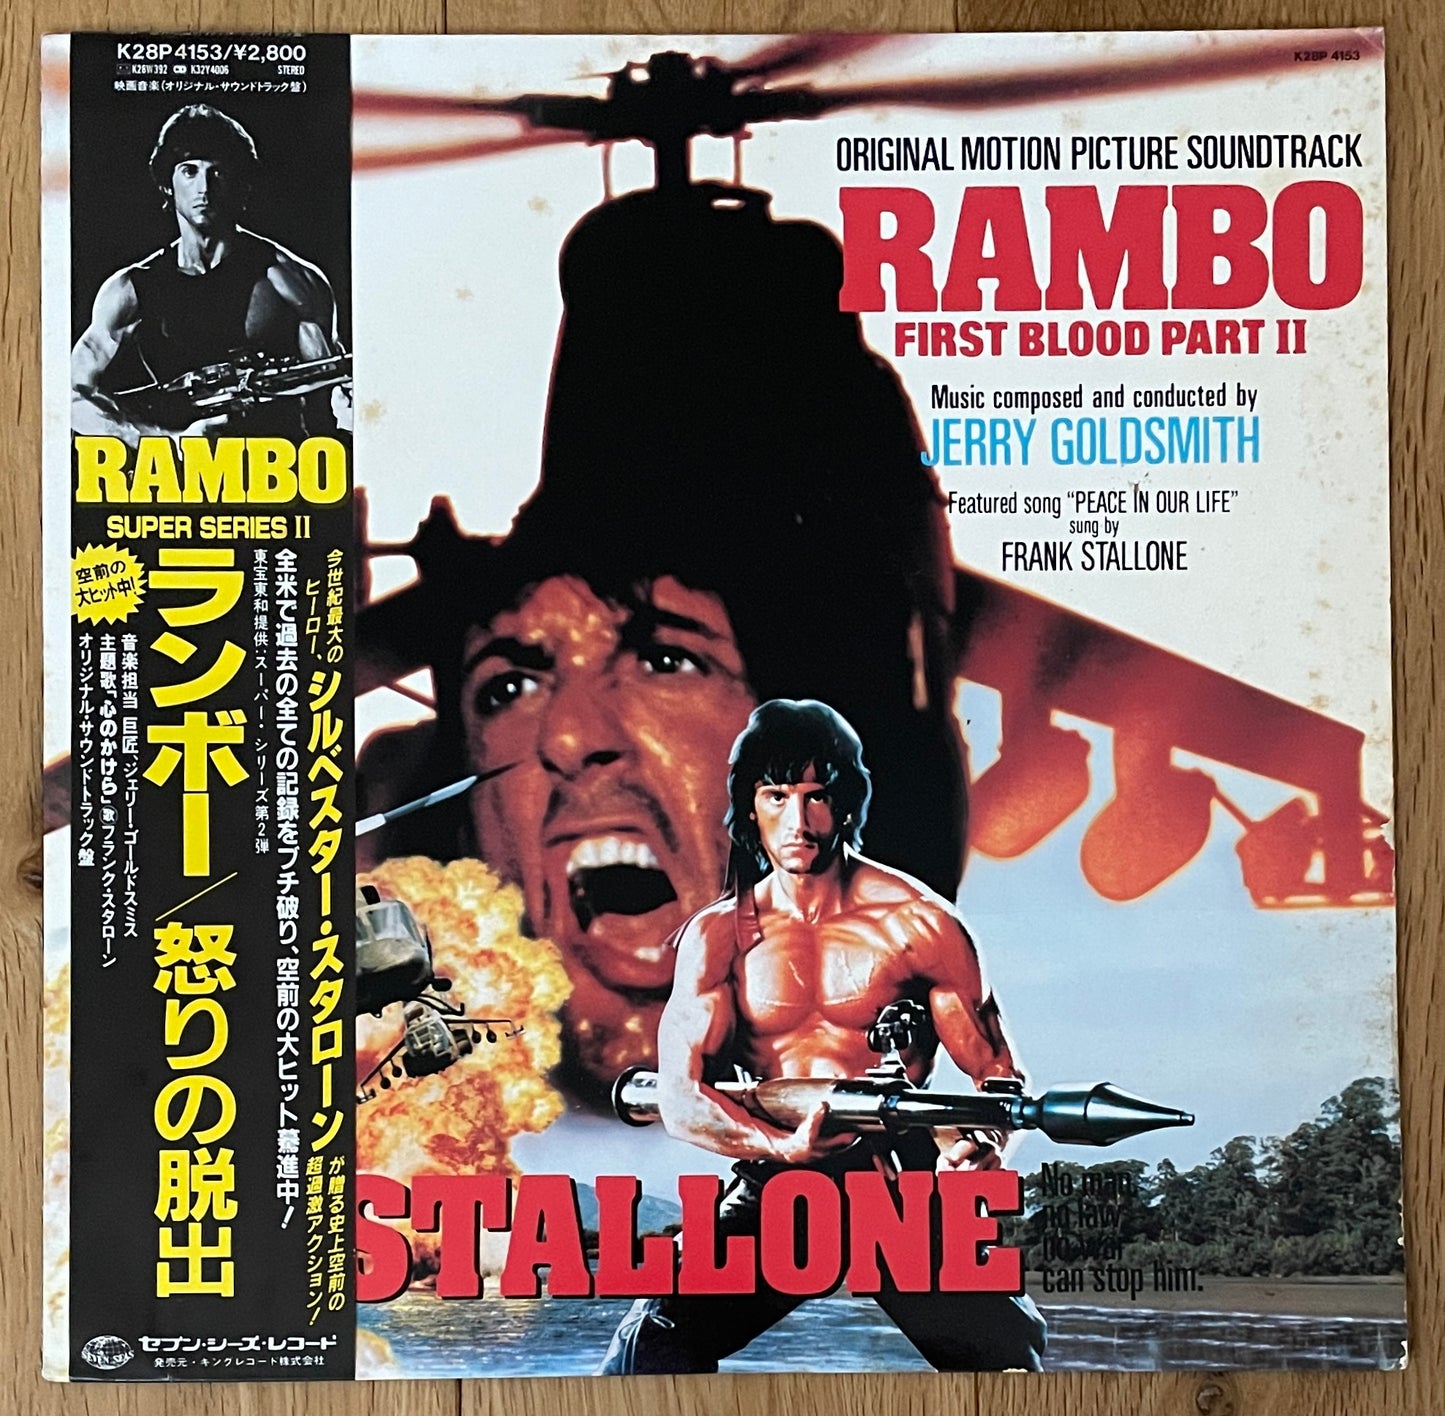 K28P 4153/¥2,800
K26W392 K32Y4006 STEREO
映画音楽(オリジナル・サウンドトラック盤)
RAMBO
SUPER SERIES II
空前の
大ヒット中!
ランボー/怒りの脱出
今世紀最大の
ヒーロー、シルベスター・スタローンが贈る史上空前の
超過激アクション!
全米で過去の全ての記録をブチ破り、空前の大ヒット驀進中!
東宝東和提供:スーパー・シリーズ第2弾
音楽担当 巨匠、ジェリー・ゴールドスミス
主題歌「心のかけら」歌フランク・スタローン
オリジナル・サウンドトラック盤
SEVEN SEAS
セブン・シーズ・レコード
発売元・キングレコード株式会社
K28P 4153
ORIGINAL MOTION PICTURE SOUNDTRACK
RAMBO
FIRST BLOOD PART II
Music composed and conducted by
JERRY GOLDSMITH
Featured song "PEACE IN OUR LIFE"
sung by
FRANK STALLONE
STALLONE
No man,
no law,
no war
can stop him.